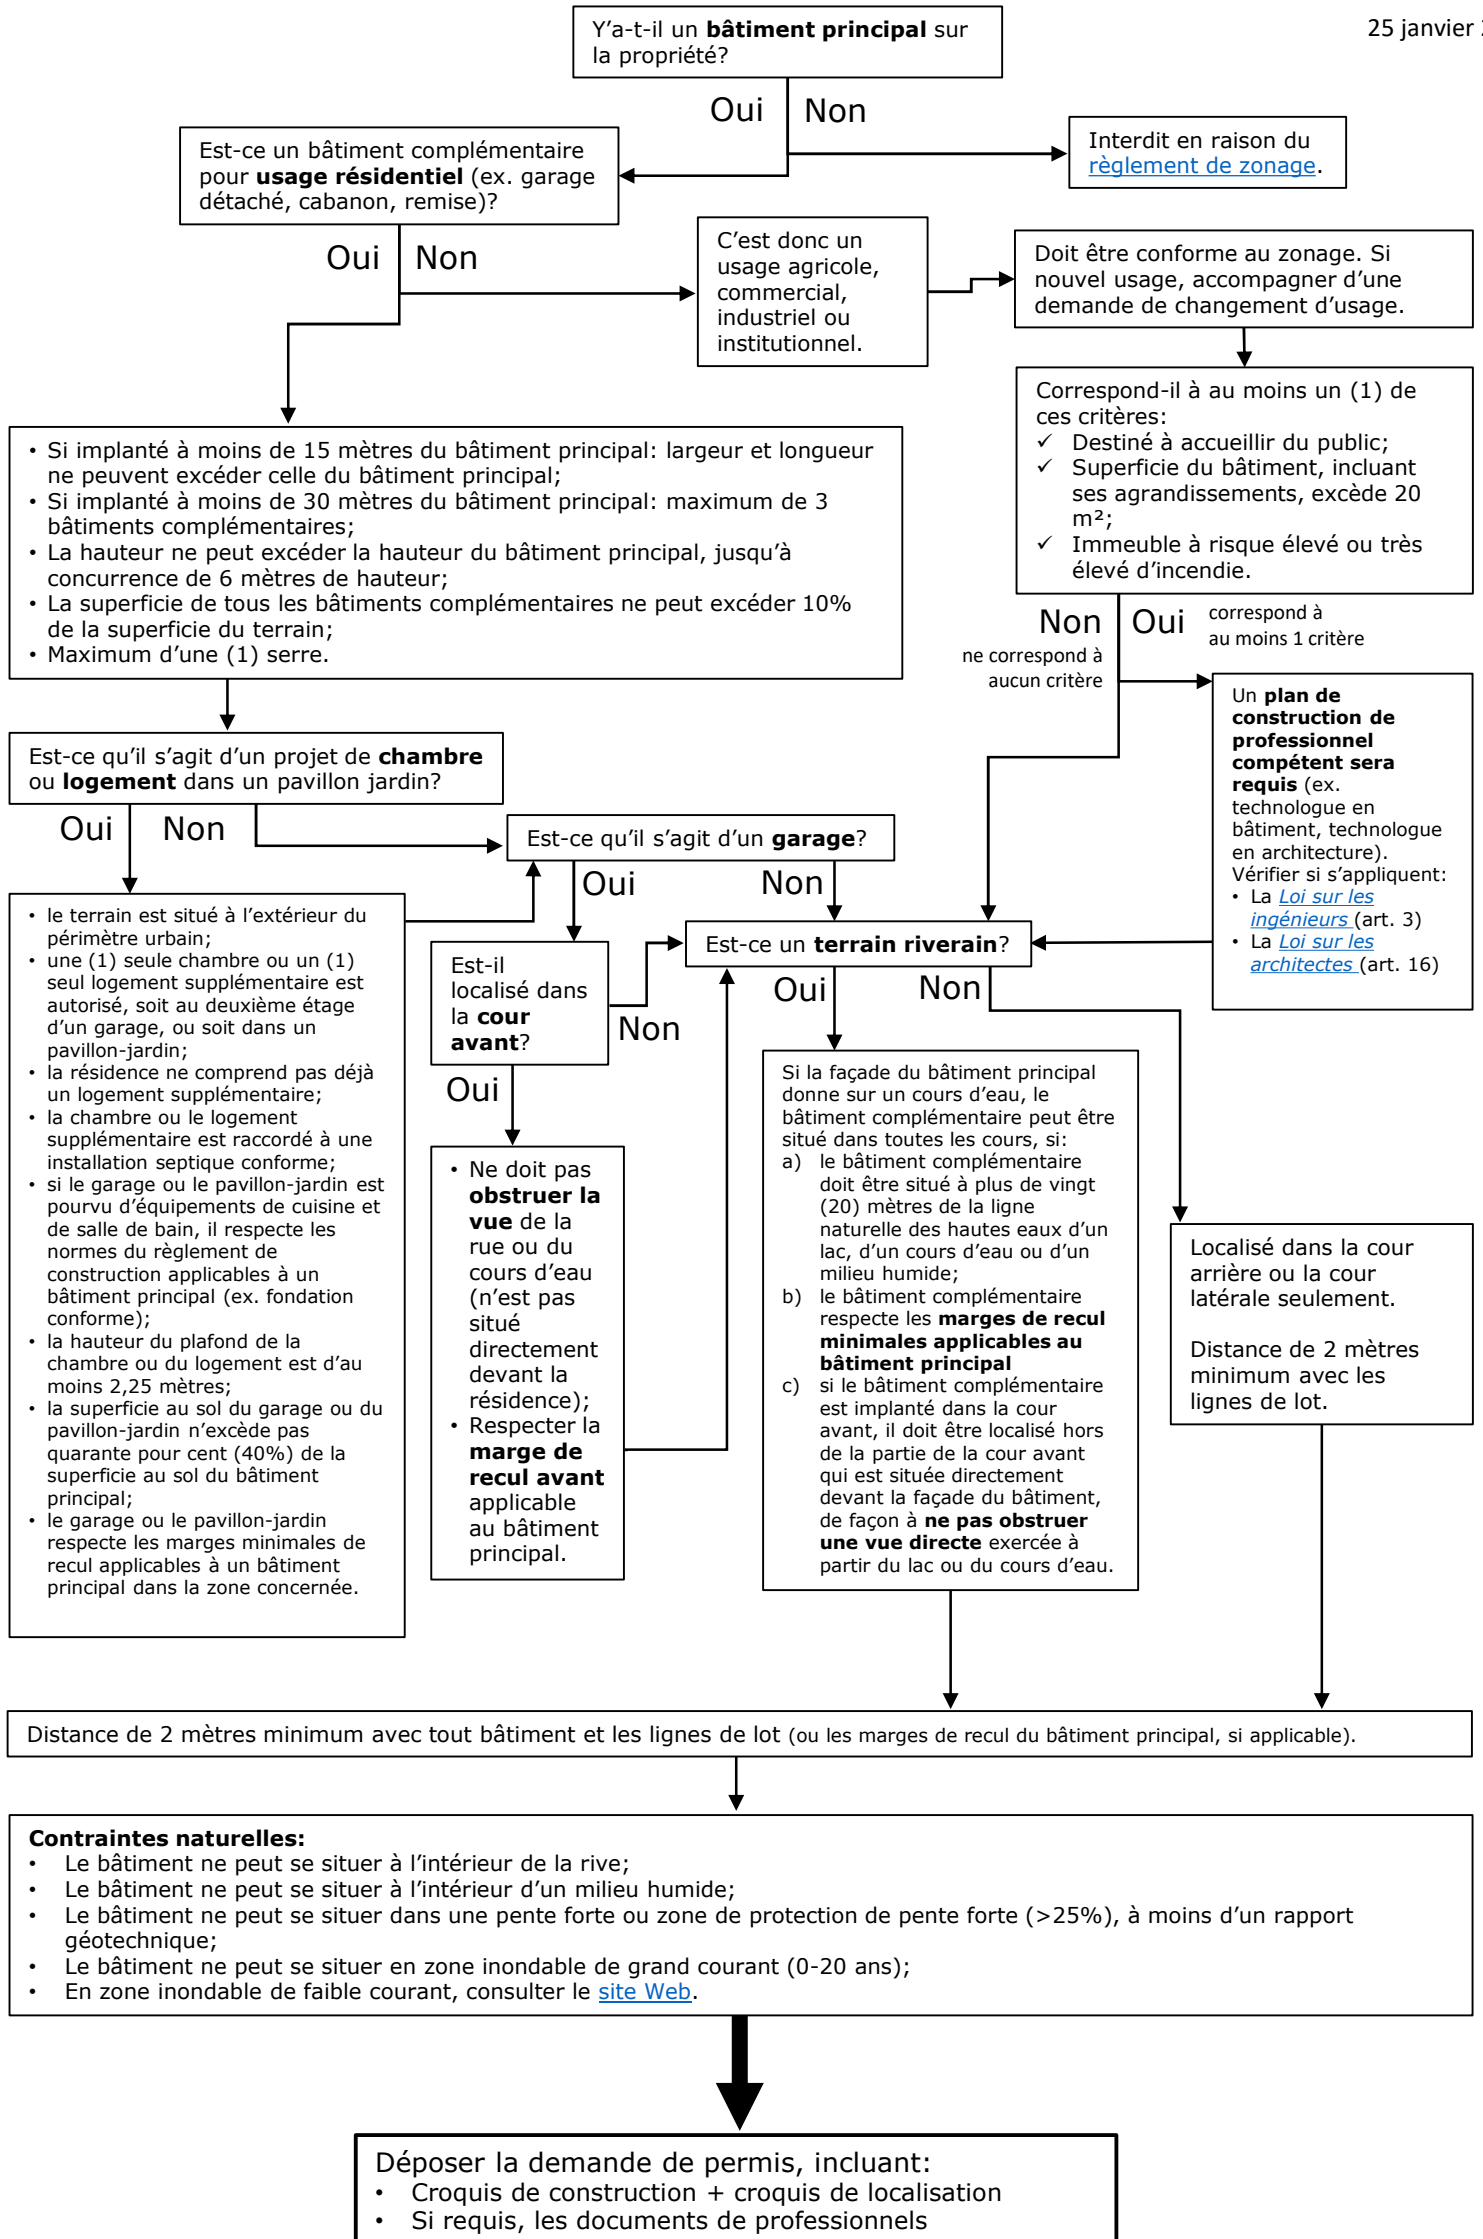 25 janvier
Y'a-t-il un bâtiment principal sur
la propriété?
Oui
Non
Est-ce un bâtiment complémentaire
pour usage résidentiel (ex. garage
détaché, cabanon, remise)?
Interdit en raison du
règlement de zonage.
Oui
Non
C'est donc un
usage agricole,
commercial,
industriel ou
institutionnel.
Doit être conforme au zonage. Si
nouvel usage, accompagner d'une
demande de changement d'usage.
Correspond-il à au moins un (1) de
ces critères:
✓ Destiné à accueillir du public;
✓ Superficie du bâtiment, incluant
ses agrandissements, excède 20
m²;
✓ Immeuble à risque élevé ou très
élevé d'incendie.
• Si implanté à moins de 15 mètres du bâtiment principal: largeur et longueur
ne peuvent excéder celle du bâtiment principal;
• Si implanté à moins de 30 mètres du bâtiment principal: maximum de 3
bâtiments complémentaires;
• La hauteur ne peut excéder la hauteur du bâtiment principal, jusqu'à
concurrence de 6 mètres de hauteur;
• La superficie de tous les bâtiments complémentaires ne peut excéder 10%
de la superficie du terrain;
• Maximum d'une (1) serre.
Non
ne correspond à
aucun critère
Oui
correspond à
au moins 1 critère
Un plan de
construction de
professionnel
compétent sera
requis (ex.
technologue en
bâtiment, technologue
en architecture).
Vérifier si s'appliquent:
• La Loi sur les
ingénieurs (art. 3)
• La Loi sur les
architectes (art. 16)
Est-ce qu'il s'agit d'un projet de chambre
ou logement dans un pavillon jardin?
Oui
Non
Est-ce qu'il s'agit d'un garage?
Oui
Non
• le terrain est situé à l'extérieur du
périmètre urbain;
• une (1) seule chambre ou un (1)
seul logement supplémentaire est
autorisé, soit au deuxième étage
d'un garage, ou soit dans un
pavillon-jardin;
• la résidence ne comprend pas déjà
un logement supplémentaire;
• la chambre ou le logement
supplémentaire est raccordé à une
installation septique conforme;
• si le garage ou le pavillon-jardin est
pourvu d'équipements de cuisine et
de salle de bain, il respecte les
normes du règlement de
construction applicables à un
bâtiment principal (ex. fondation
conforme);
• la hauteur du plafond de la
chambre ou du logement est d'au
moins 2,25 mètres;
• la superficie au sol du garage ou du
pavillon-jardin n'excède pas
quarante pour cent (40%) de la
superficie au sol du bâtiment
principal;
• le garage ou le pavillon-jardin
respecte les marges minimales de
recul applicables à un bâtiment
principal dans la zone concernée.
Est-il
localisé dans
la cour
avant?
Non
Oui
• Ne doit pas
obstruer la
vue de la
rue ou du
cours d'eau
(n'est pas
situé
directement
devant la
résidence);
• Respecter la
marge de
recul avant
applicable
au bâtiment
principal.
Est-ce un terrain riverain?
Oui
Non
Si la façade du bâtiment principal
donne sur un cours d'eau, le
bâtiment complémentaire peut être
situé dans toutes les cours, si:
a) le bâtiment complémentaire
doit être situé à plus de vingt
(20) mètres de la ligne
naturelle des hautes eaux d'un
lac, d'un cours d'eau ou d'un
milieu humide;
b) le bâtiment complémentaire
respecte les marges de recul
minimales applicables au
bâtiment principal
c) si le bâtiment complémentaire
est implanté dans la cour
avant, il doit être localisé hors
de la partie de la cour avant
qui est située directement
devant la façade du bâtiment,
de façon à ne pas obstruer
une vue directe exercée à
partir du lac ou du cours d'eau.
Localisé dans la cour
arrière ou la cour
latérale seulement.
Distance de 2 mètres
minimum avec les
lignes de lot.
Distance de 2 mètres minimum avec tout bâtiment et les lignes de lot (ou les marges de recul du bâtiment principal, si applicable).
Contraintes naturelles:
• Le bâtiment ne peut se situer à l'intérieur de la rive;
• Le bâtiment ne peut se situer à l'intérieur d'un milieu humide;
• Le bâtiment ne peut se situer dans une pente forte ou zone de protection de pente forte (>25%), à moins d'un rapport
géotechnique;
• Le bâtiment ne peut se situer en zone inondable de grand courant (0-20 ans);
• En zone inondable de faible courant, consulter le site Web.
Déposer la demande de permis, incluant:
• Croquis de construction + croquis de localisation
• Si requis, les documents de professionnels